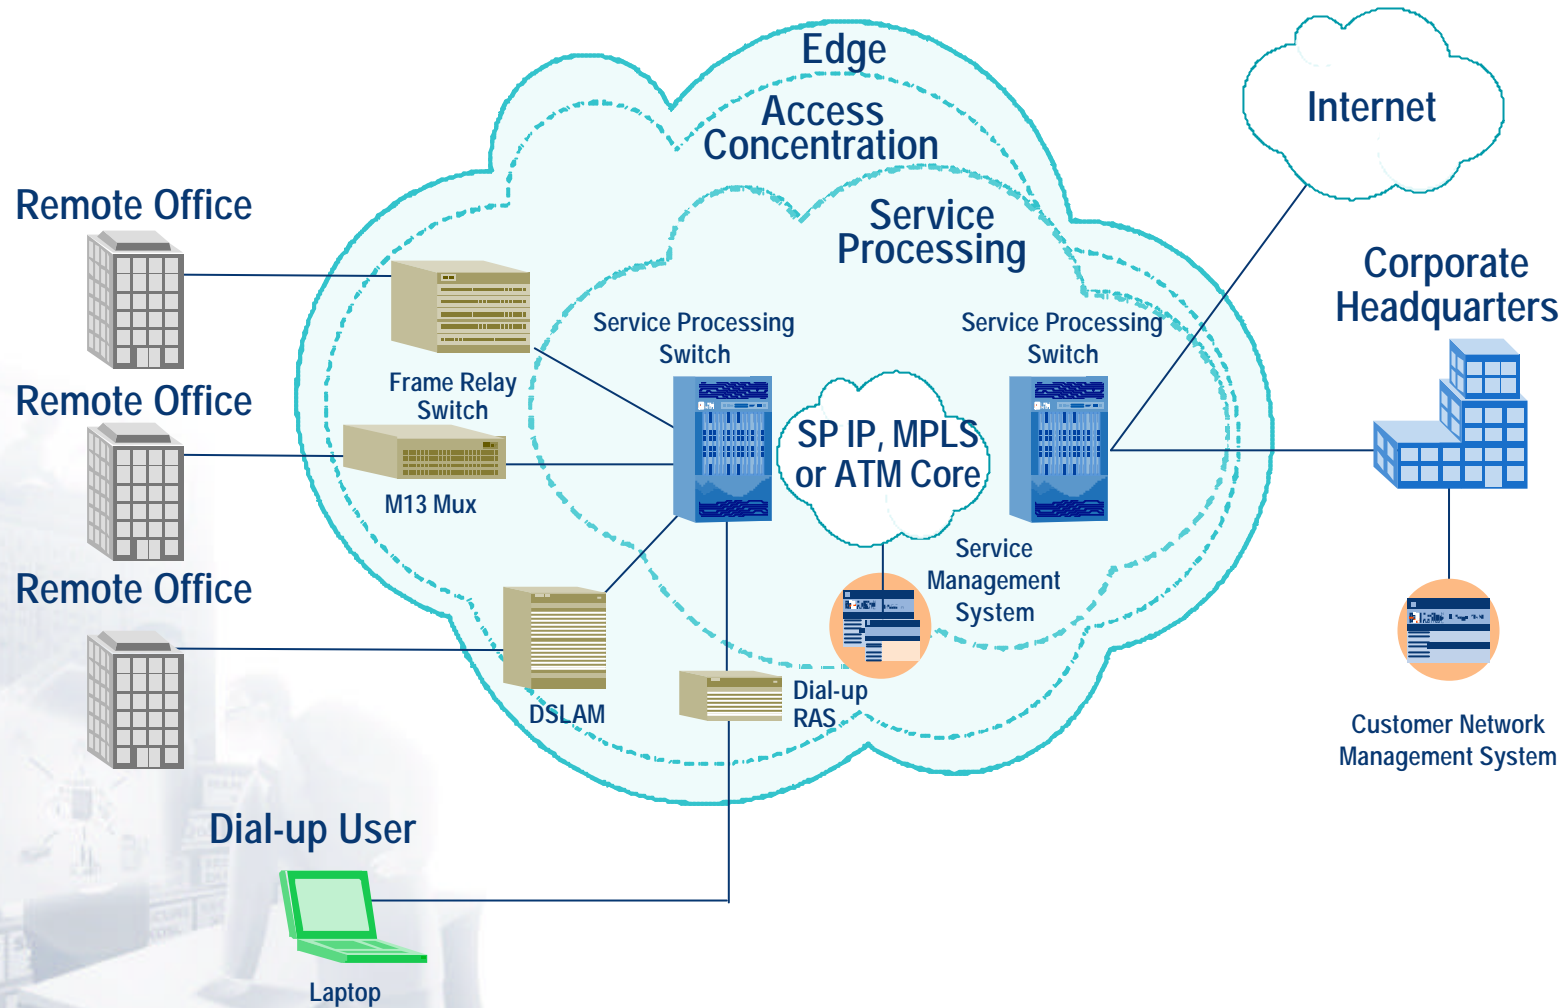 Edge
Access
Concentration
Internet
Remote Office
Service
Processing
Corporate
Headquarters
Service Processing
Switch
Service Processing
Switch
Frame Relay
Switch
Remote Office
SP IP, MPLS
or ATM Core
M13 Mux
Service
Management
System
Remote Office
DSLAM
Dial-up
RAS
Customer Network
Management System
Dial-up User
Laptop